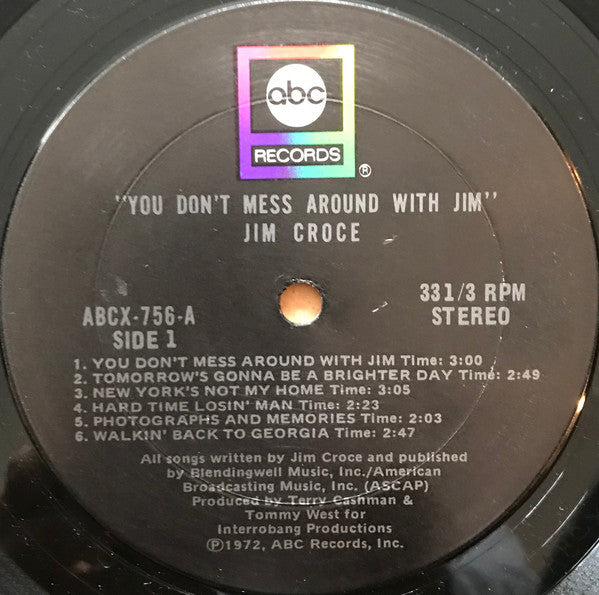 abc
RECORDS
®
"YOU DON'T MESS AROUND WITH JIM"
JIM CROCE
ABCX-756-A
SIDE 1
33 1/3 RPM
STEREO
1. YOU DON'T MESS AROUND WITH JIM Time: 3:00
2. TOMORROW'S GONNA BE A BRIGHTER DAY Time: 2:49
3. NEW YORK'S NOT MY HOME Time: 3:05
4. HARD TIME LOSIN' MAN Time: 2:23
5. PHOTOGRAPHS AND MEMORIES Time: 2:03
6. WALKIN' BACK TO GEORGIA Time: 2:47
All songs written by Jim Croce and published
by Blendingwell Music, Inc./American
Broadcasting Music, Inc. (ASCAP)
Produced by Terry Cashman &
Tommy West for
Interrobang Productions
℗1972, ABC Records, Inc.